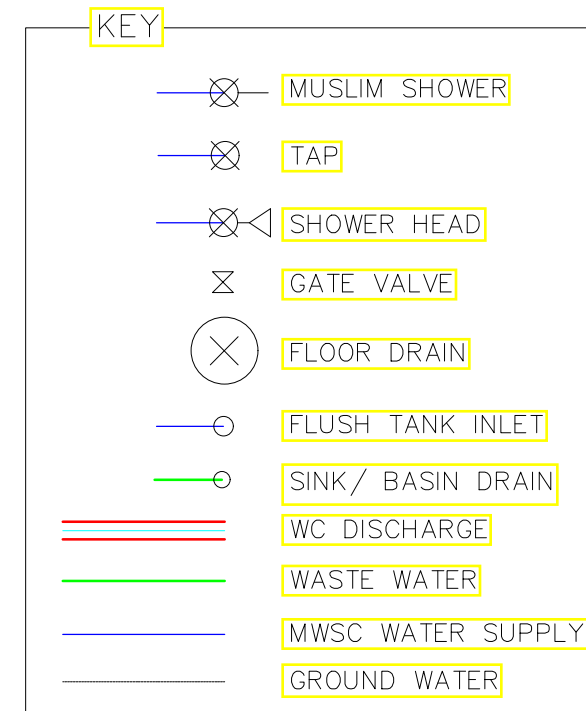 KEY
MUSLIM SHOWER
TAP
SHOWER HEAD
GATE VALVE
FLOOR DRAIN
FLUSH TANK INLET
SINK/ BASIN DRAIN
WC DISCHARGE
WASTE WATER
MWSC WATER SUPPLY
GROUND WATER